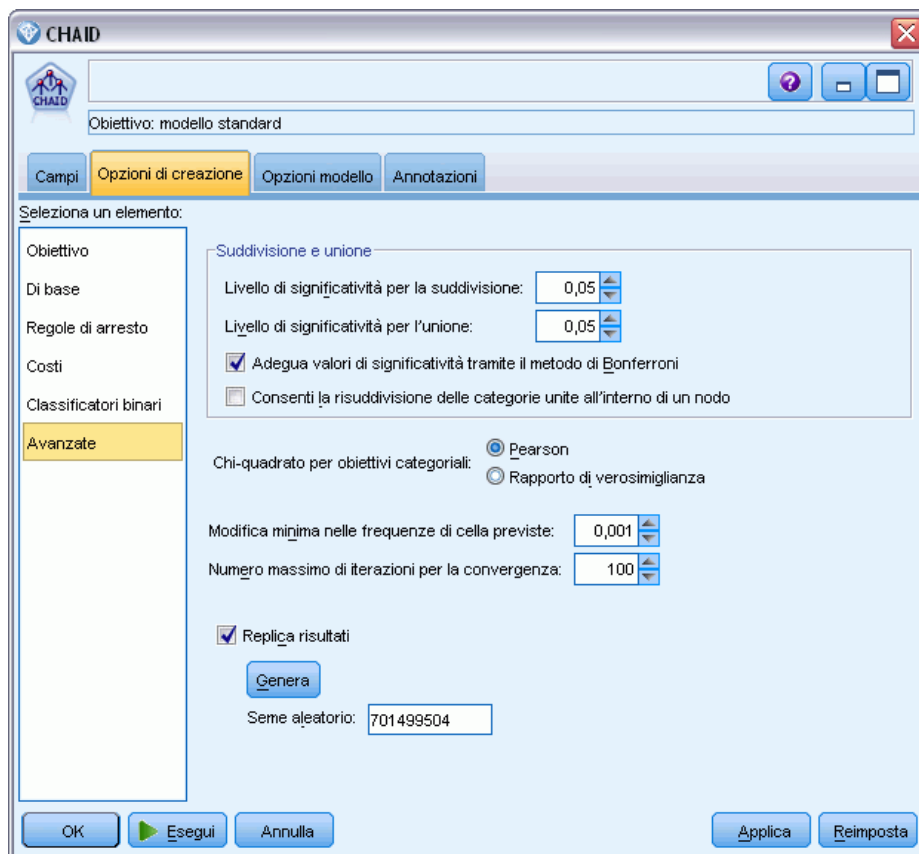 CHAID
CHAID
Obiettivo: modello standard
Campi
Opzioni di creazione
Opzioni modello
Annotazioni
Seleziona un elemento:
Obiettivo
Di base
Regole di arresto
Costi
Classificatori binari
Avanzate
Suddivisione e unione
Livello di significatività per la suddivisione: 0,05
Livello di significatività per l'unione: 0,05
Adegua valori di significatività tramite il metodo di Bonferroni
Consenti la risuddivisione delle categorie unite all'interno di un nodo
Chi-quadrato per obiettivi categoriali:
Pearson
Rapporto di verosimiglianza
Modifica minima nelle frequenze di cella previste: 0,001
Numero massimo di iterazioni per la convergenza: 100
Replica risultati
Genera
Seme aleatorio: 701499504
OK
Esegui
Annulla
Applica
Reimposta